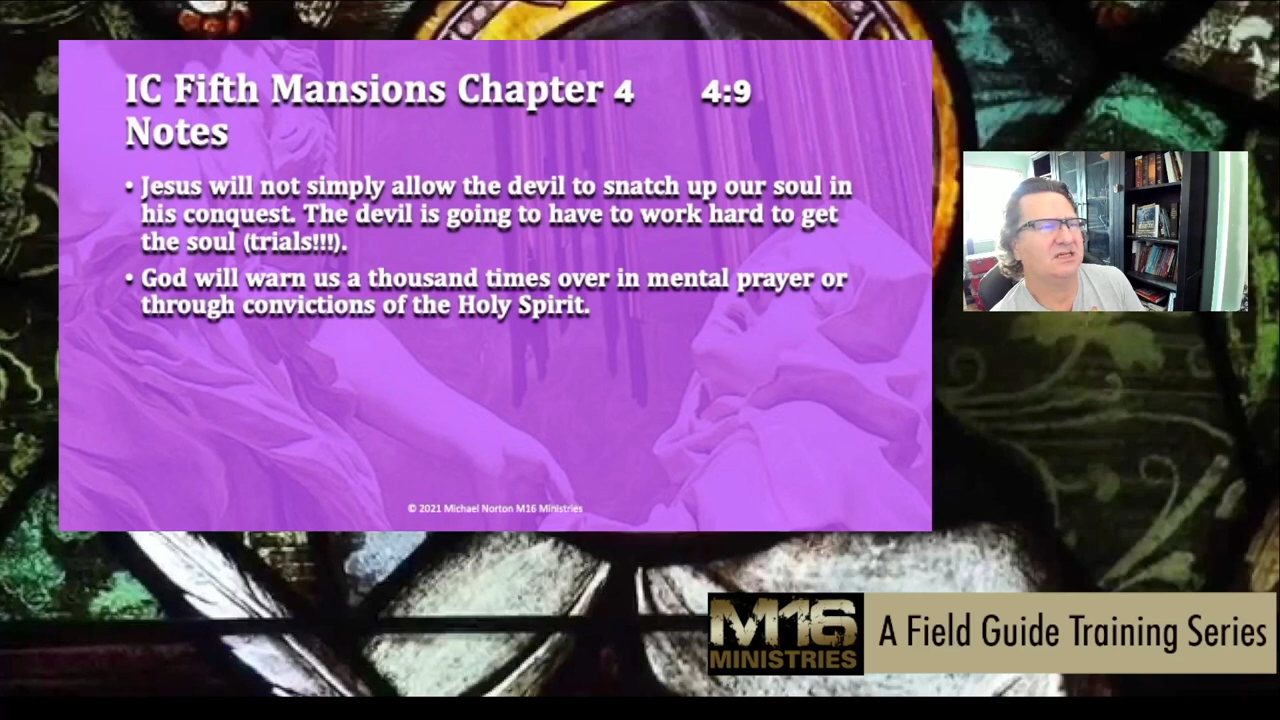 IC Fifth Mansions Chapter 4 4:9
Notes
• Jesus will not simply allow the devil to snatch up our soul in
his conquest. The devil is going to have to work hard to get
the soul (trials!!!).
• God will warn us a thousand times over in mental prayer or
through convictions of the Holy Spirit.
© 2021 Michael Norton M16 Ministries
M16
MINISTRIES
A Field Guide Training Series